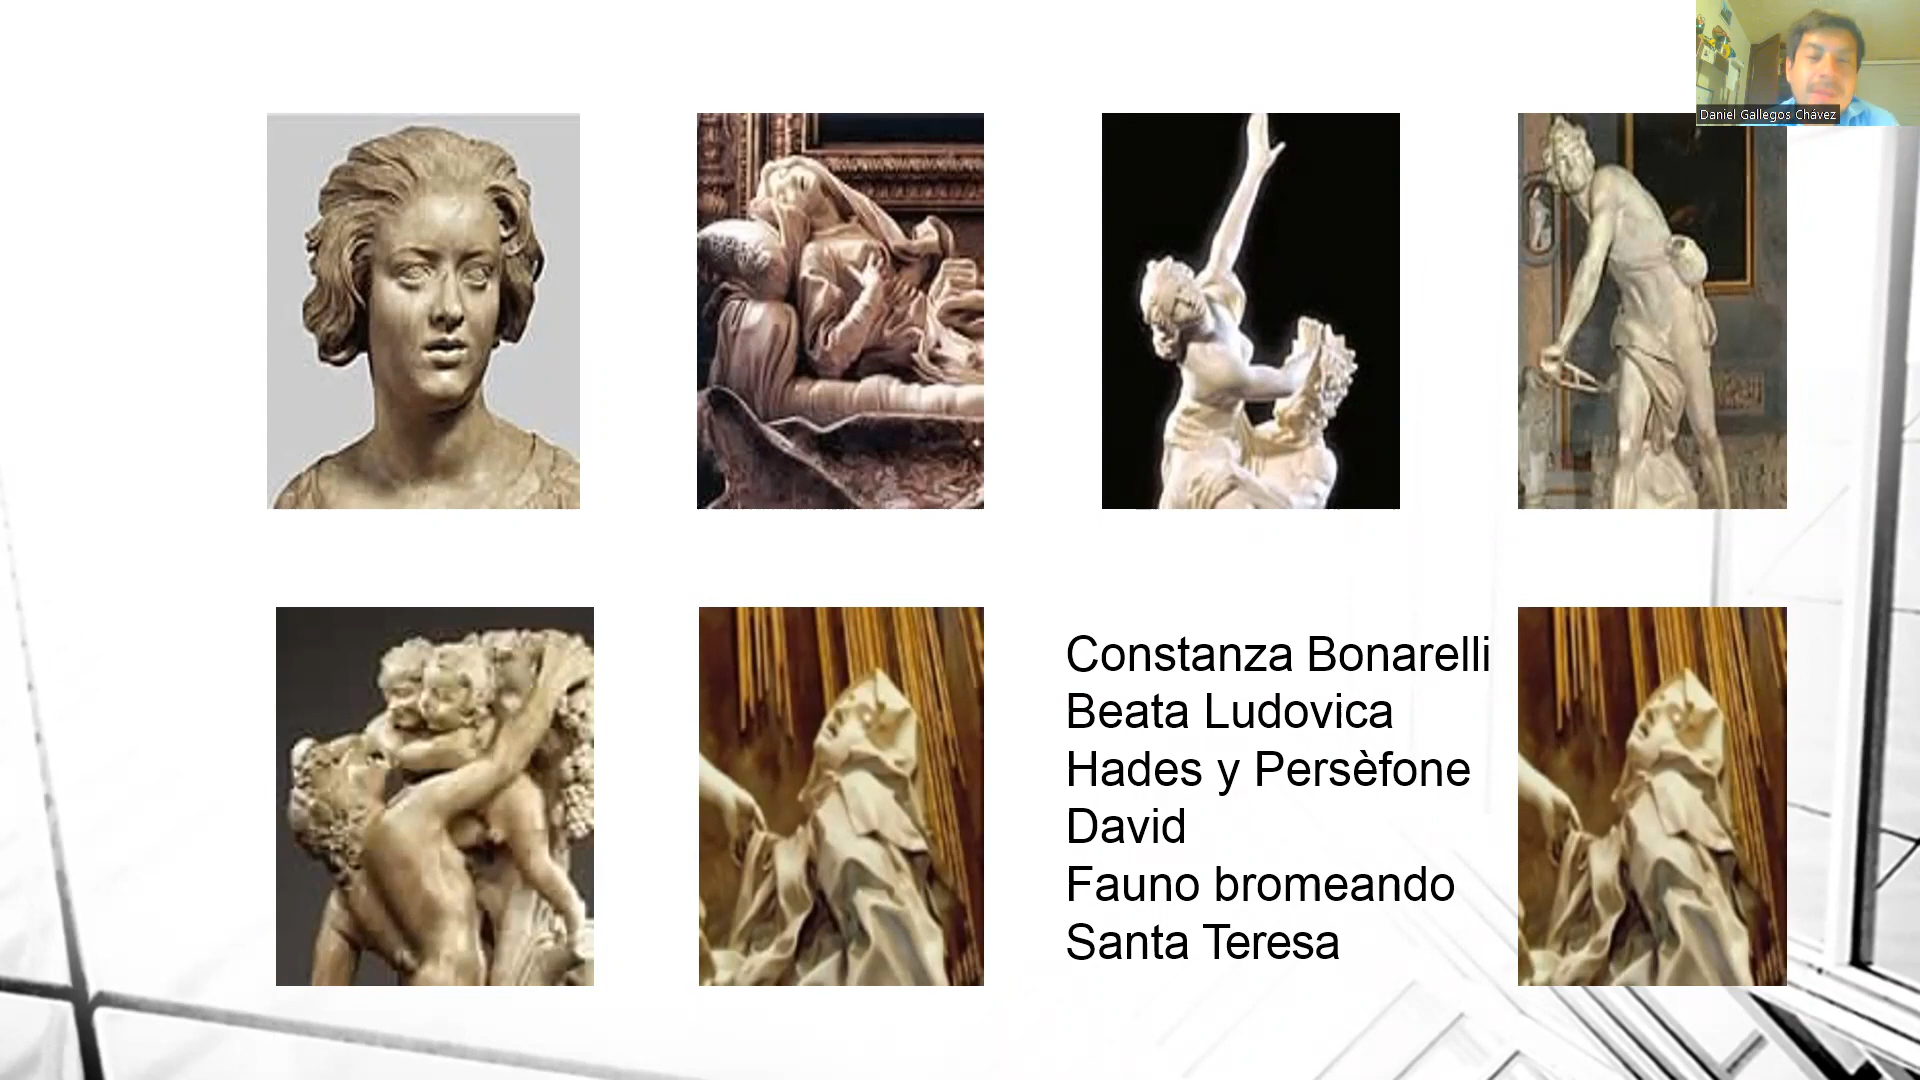 Daniel Gallegos Chávez
Constanza Bonarelli
Beata Ludovica
Hades y Persèfone
David
Fauno bromeando
Santa Teresa